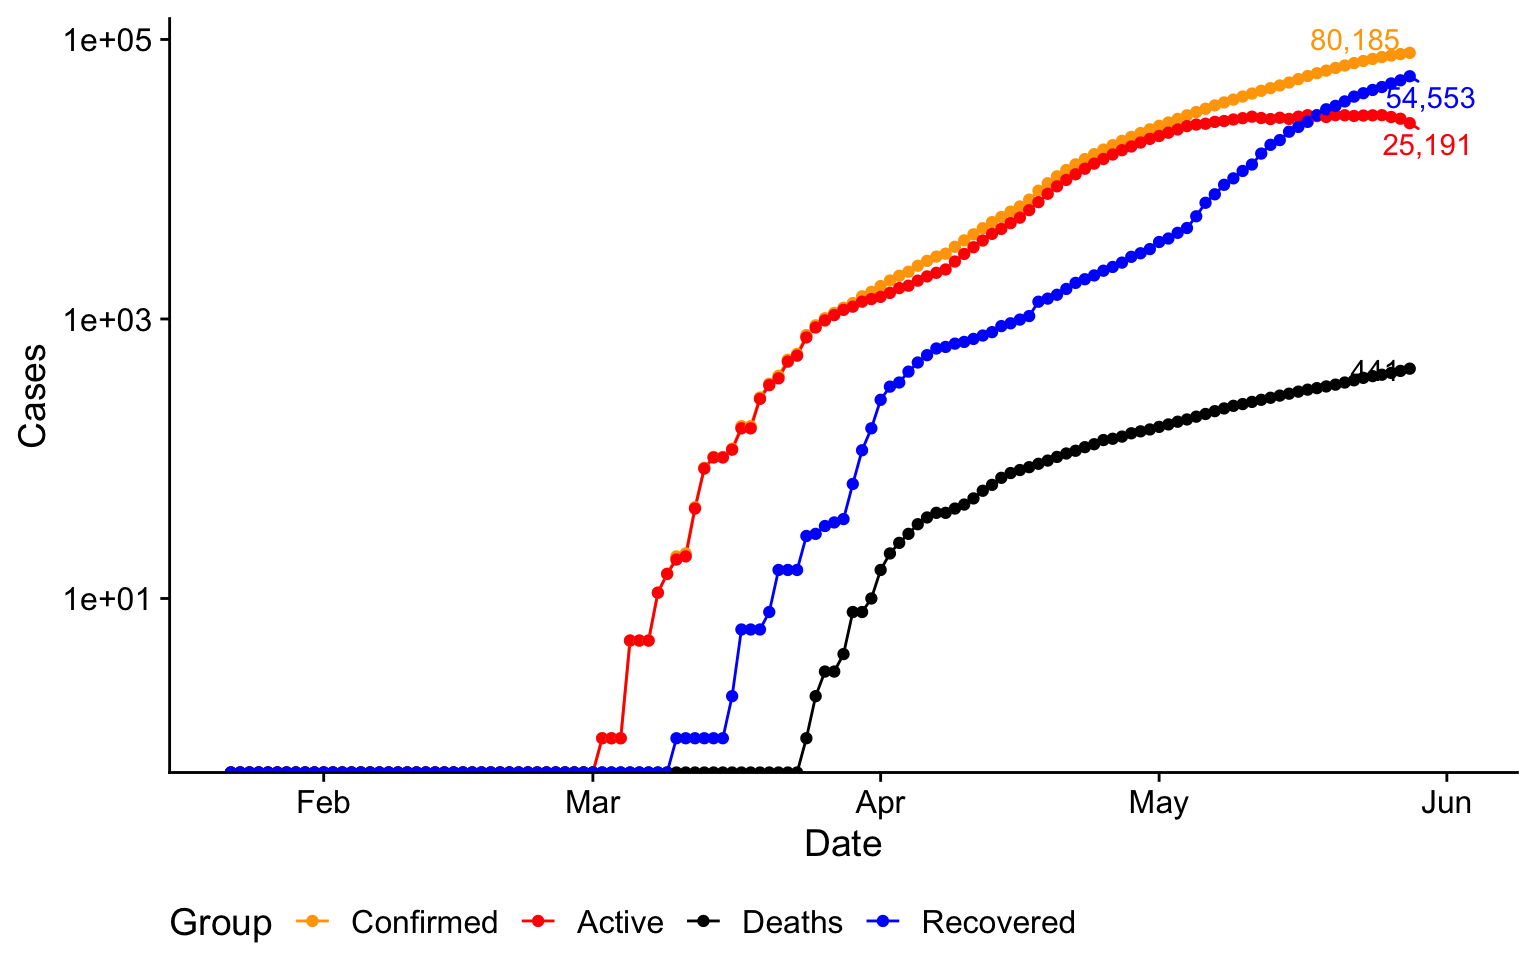 1e+05
1e+03
1e+01
Cases
80,185
54,553
25,191
441
Feb Mar Apr May Jun
Date
Group Confirmed Active Deaths Recovered